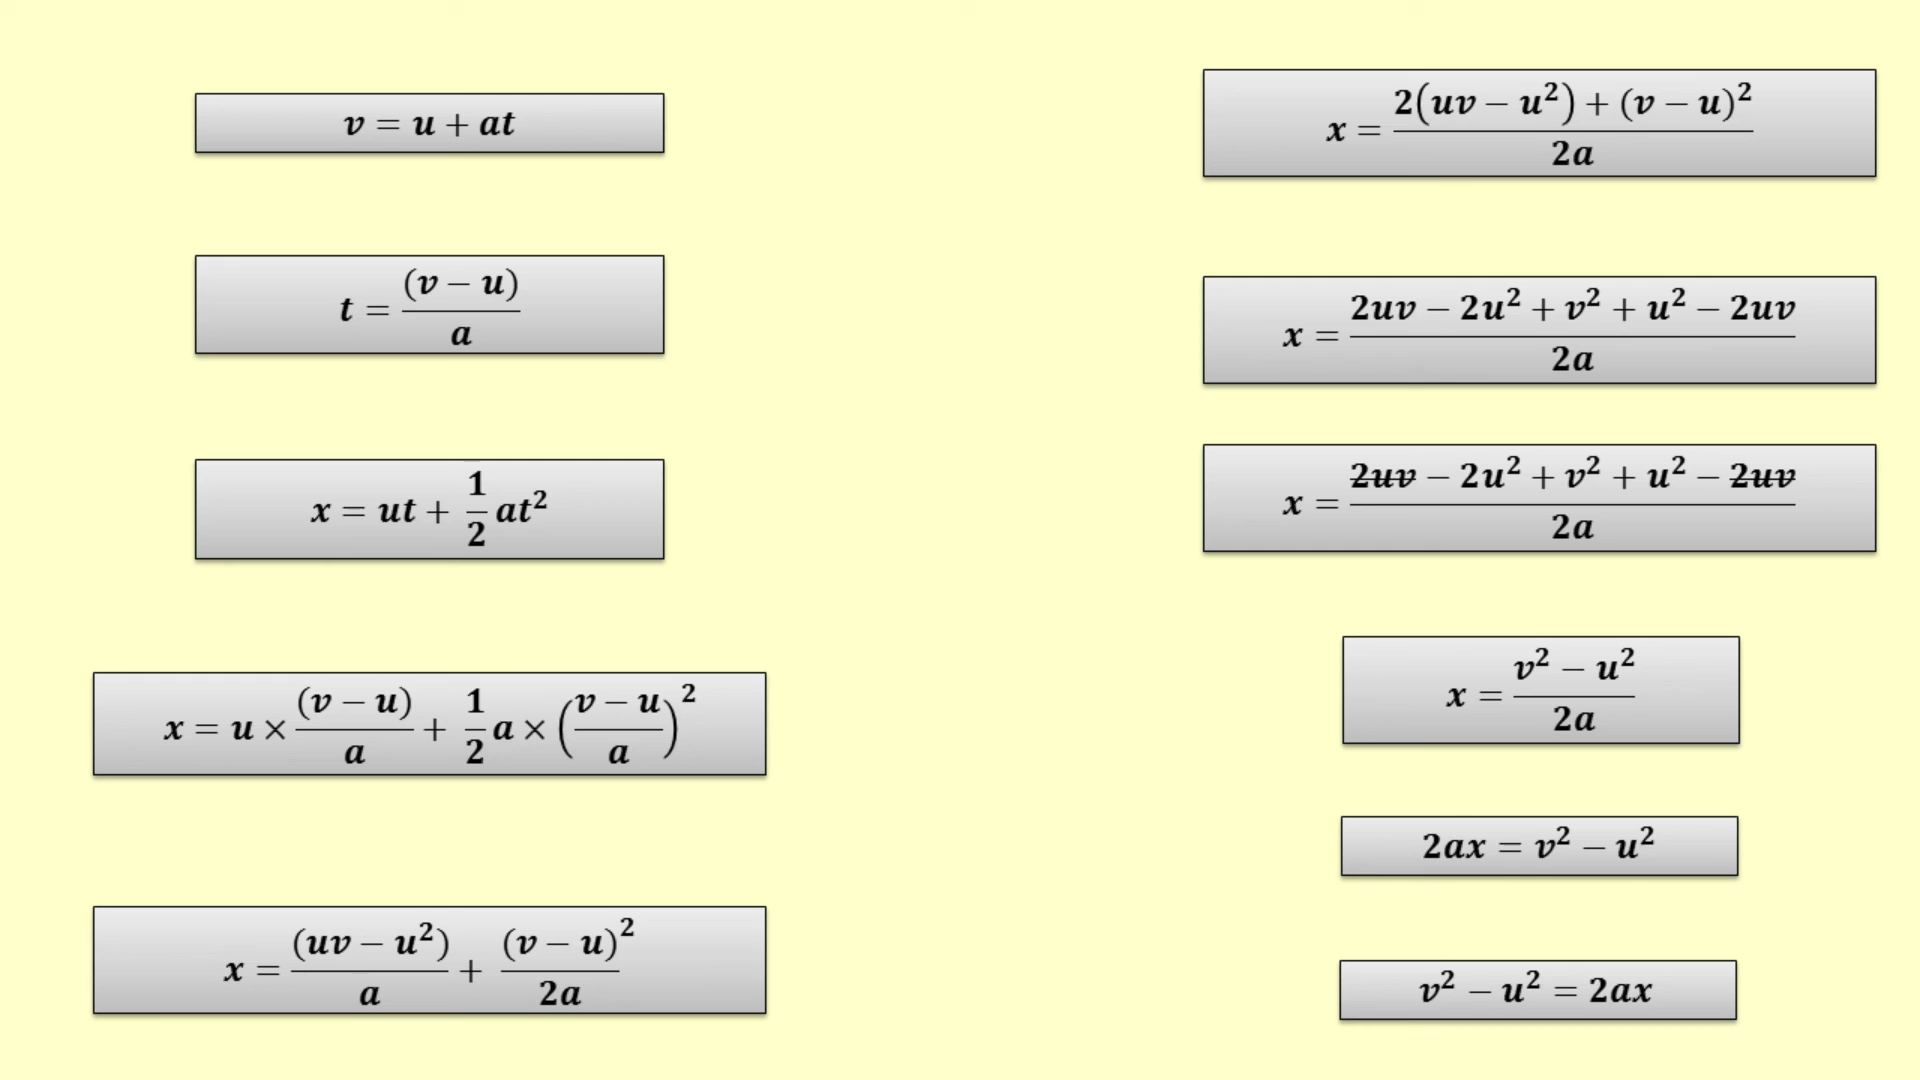 v = u + at
t = (v − u)/a
x = ut + 1/2 at²
x = u × (v − u)/a + 1/2 a × ((v − u)/a)²
x = (uv − u²)/a + (v − u)²/2a
x = 2(uv − u²) + (v − u)²/2a
x = 2uv − 2u² + v² + u² − 2uv/2a
x = 2uv − 2u² + v² + u² − 2uv/2a
x = v² − u²/2a
2ax = v² − u²
v² − u² = 2ax